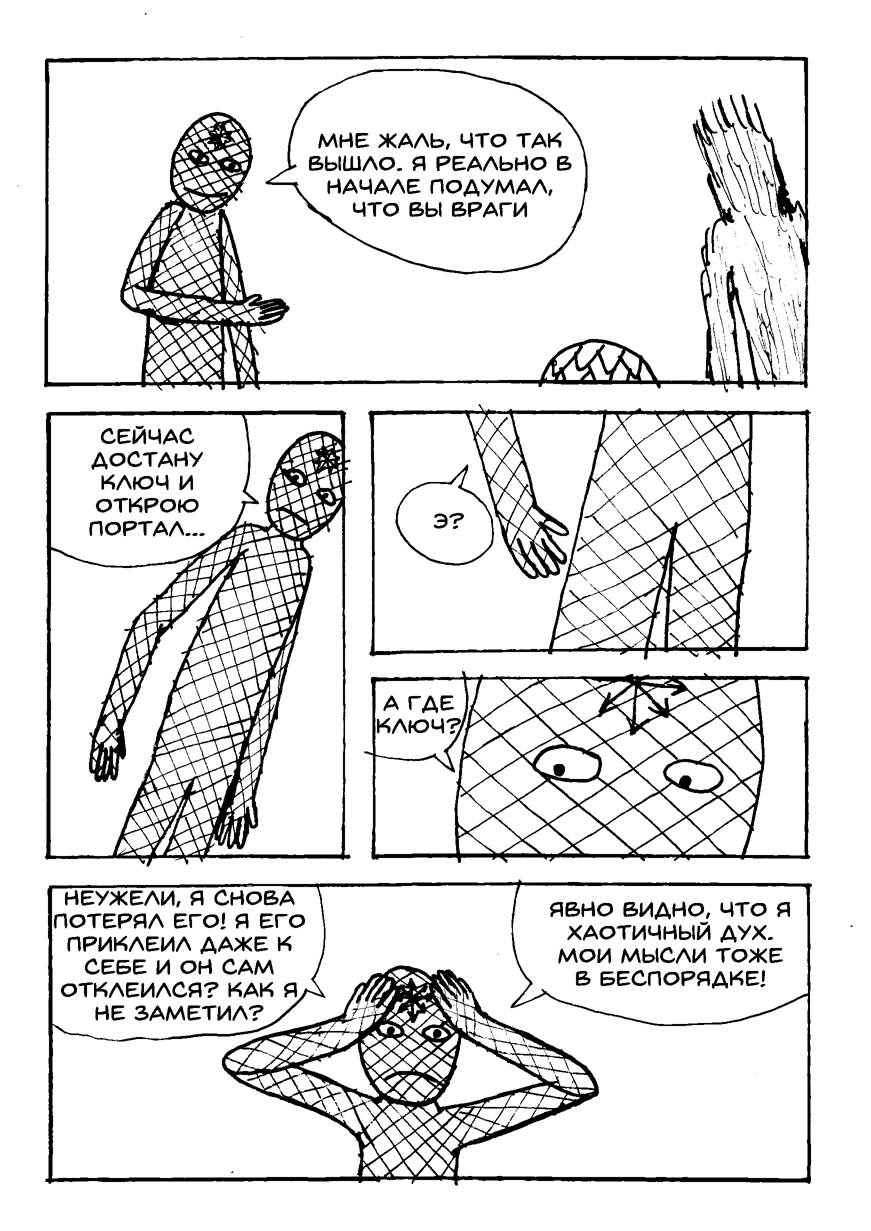 МНЕ ЖАЛЬ, ЧТО ТАК
ВЫШЛО. Я РЕАЛЬНО В
НАЧАЛЕ ПОДУМАЛ,
ЧТО ВЫ ВРАГИ
СЕЙЧАС
ДОСТАНУ
КЛЮЧ И
ОТКРОЮ
ПОРТАЛ...
Э?
А ГДЕ
КЛЮЧ?
НЕУЖЕЛИ, Я СНОВА
ПОТЕРЯЛ ЕГО! Я ЕГО
ПРИКЛЕИЛ ДАЖЕ К
СЕБЕ И ОН САМ
ОТКЛЕИЛСЯ? КАК Я
НЕ ЗАМЕТИЛ?
ЯВНО ВИДНО, ЧТО Я
ХАОТИЧНЫЙ ДУХ.
МОИ МЫСЛИ ТОЖЕ
В БЕСПОРЯДКЕ!